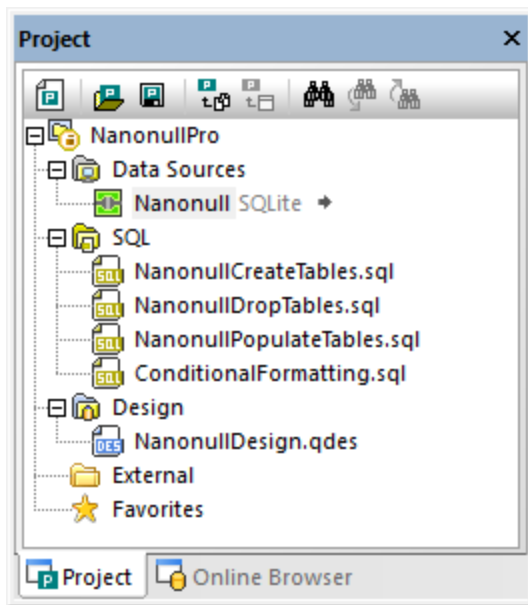 Project
NanonullPro
Data Sources
Nanonull SQLite
SQL
NanonullCreateTables.sql
NanonullDropTables.sql
NanonullPopulateTables.sql
ConditionalFormatting.sql
Design
NanonullDesign.qdes
External
Favorites
Project Online Browser